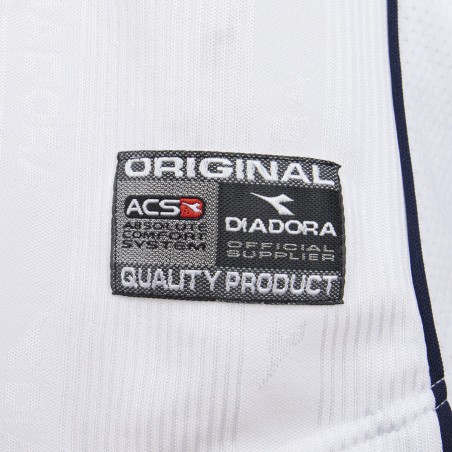 ORIGINAL
ACS
ABSOLUTE
COMFORT
SYSTEM
DIADORA
OFFICIAL
SUPPLIER
QUALITY PRODUCT